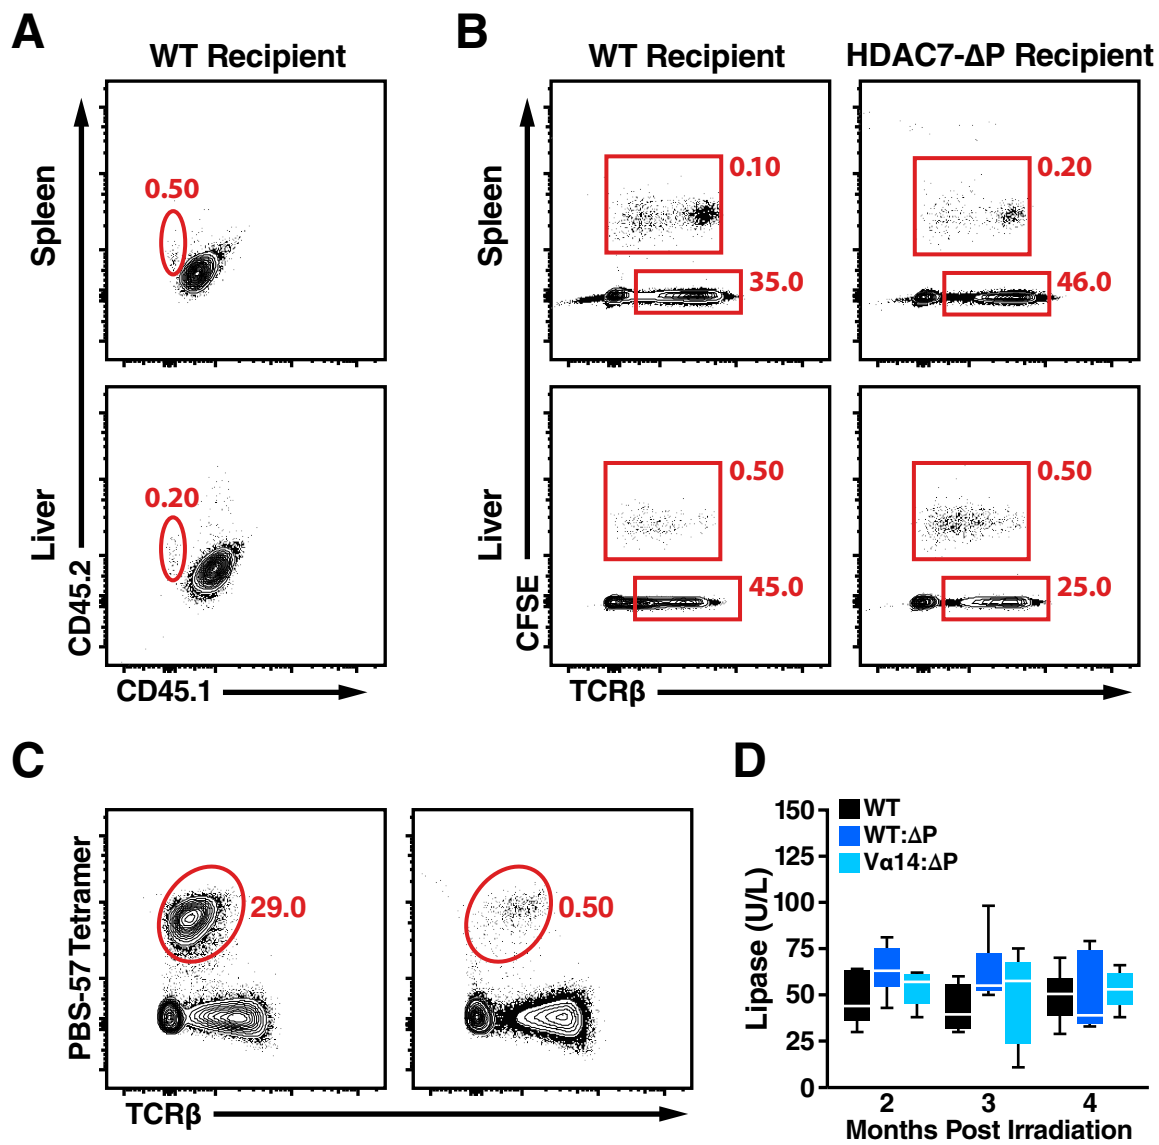 A
WT Recipient
Spleen
0.50
Liver
0.20
CD45.2
CD45.1
B
WT Recipient
HDAC7-ΔP Recipient
0.10
35.0
0.20
46.0
0.50
45.0
0.50
25.0
CFSE
TCRβ
C
PBS-57 Tetramer
29.0
0.50
TCRβ
D
Lipase (U/L)
150
125
100
75
50
25
0
WT
WT:ΔP
Vα14:ΔP
2 3 4
Months Post Irradiation